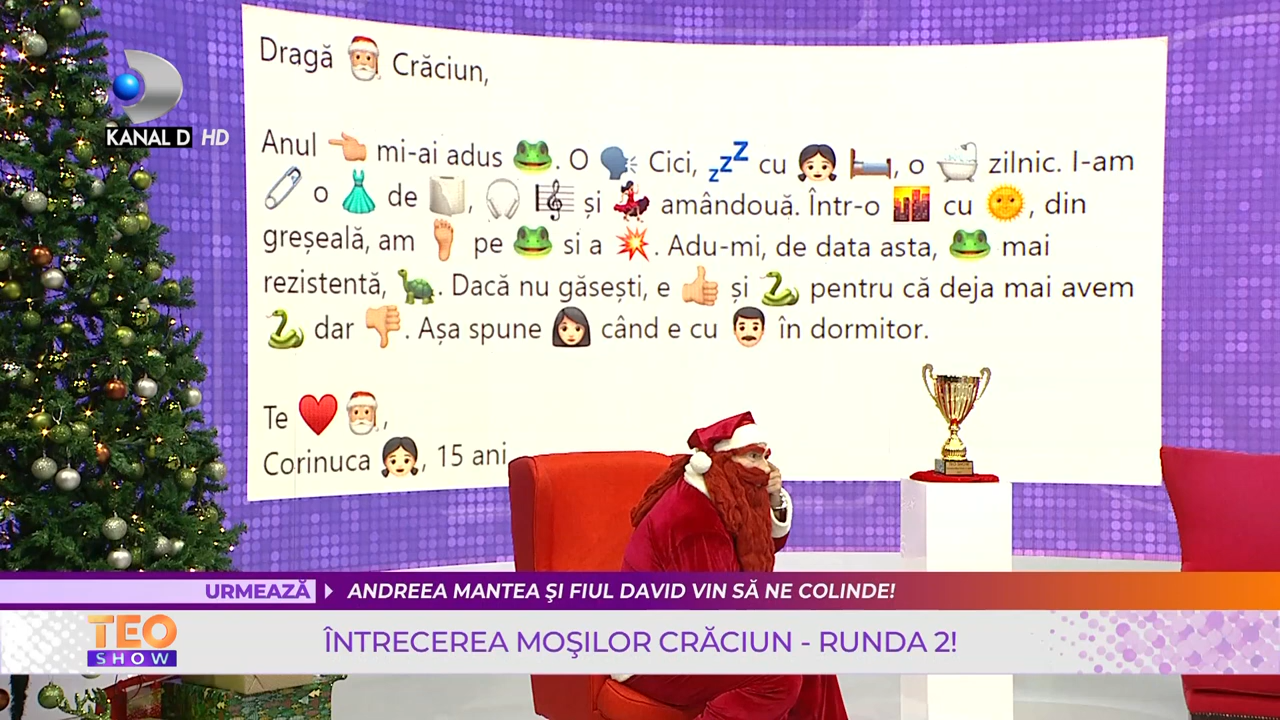 Dragă 🎅 Crăciun,
KANAL D HD
Anul 👈 mi-ai adus 🐸. O 🗣 Cici, 💤 cu 👧 🛏, o 🛁 zilnic. I-am
🧷 o 👗 de 🧻, 🎧 🎼 și 💃 amândouă. Într-o 🌇 cu 🌞, din
greșeală, am 🦶 pe 🐸 si a 💥. Adu-mi, de data asta, 🐸 mai
rezistentă, 🐢. Dacă nu găsești, e 👍 și 🐍 pentru că deja mai avem
🐍 dar 👎. Așa spune 👩 când e cu 👨 în dormitor.
Te ❤️ 🎅,
Corinuca 👧, 15 ani
URMEAZĂ ANDREEA MANTEA ŞI FIUL DAVID VIN SĂ NE COLINDE!
TEO
SHOW
ÎNTRECEREA MOŞILOR CRĂCIUN - RUNDA 2!